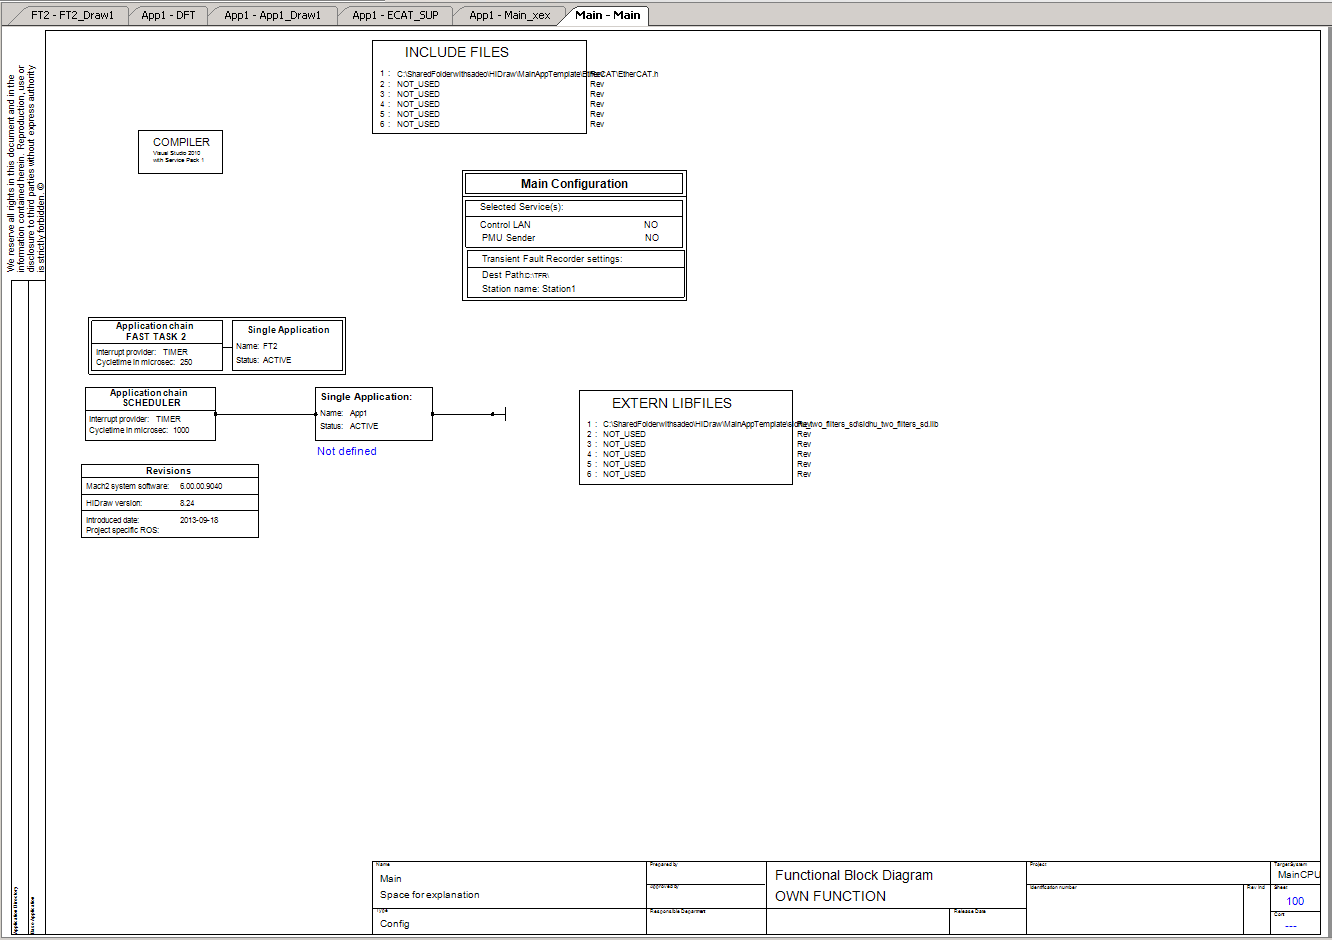 FT2 - FT2_Draw1
App1 - DFT
App1 - App1_Draw1
App1 - ECAT_SUP
App1 - Main_xex
Main - Main
We reserve all rights in this document and in the
information contained herein. Reproduction, use or
disclosure to third parties without express authority
is strictly forbidden. ©
INCLUDE FILES
1 : C:\SharedFolderwithsadeo\HIDraw\MainAppTemplate\EtherCAT\EtherCAT.h
2 : NOT_USED Rev
3 : NOT_USED Rev
4 : NOT_USED Rev
5 : NOT_USED Rev
6 : NOT_USED Rev
COMPILER
Visual Studio 2010
with Service Pack 1
Main Configuration
Selected Service(s):
Control LAN NO
PMU Sender NO
Transient Fault Recorder settings:
Dest Path: C:\TFR\
Station name: Station1
Application chain
FAST TASK 2
Interrupt provider: TIMER
Cycletime in microsec: 250
Single Application
Name: FT2
Status: ACTIVE
Application chain
SCHEDULER
Interrupt provider: TIMER
Cycletime in microsec: 1000
Single Application:
Name: App1
Status: ACTIVE
Not defined
EXTERN LIBFILES
1 : C:\SharedFolderwithsadeo\HIDraw\MainAppTemplate\sidhu_two_filters_sd\sidhu_two_filters_sd.lib
2 : NOT_USED Rev
3 : NOT_USED Rev
4 : NOT_USED Rev
5 : NOT_USED Rev
6 : NOT_USED Rev
Revisions
Mach2 system software: 6.00.00.9040
HIDraw version: 8.24
Introduced date: 2013-09-18
Project specific ROS:
Application Directory
Base Application
Name
Main
Space for explanation
Type
Config
Prepared by
Approved by
Responsible Department
Functional Block Diagram
OWN FUNCTION
Release Date
Project
Identification number
Rev Ind
Target System
MainCPU
Sheet
100
Cont
---